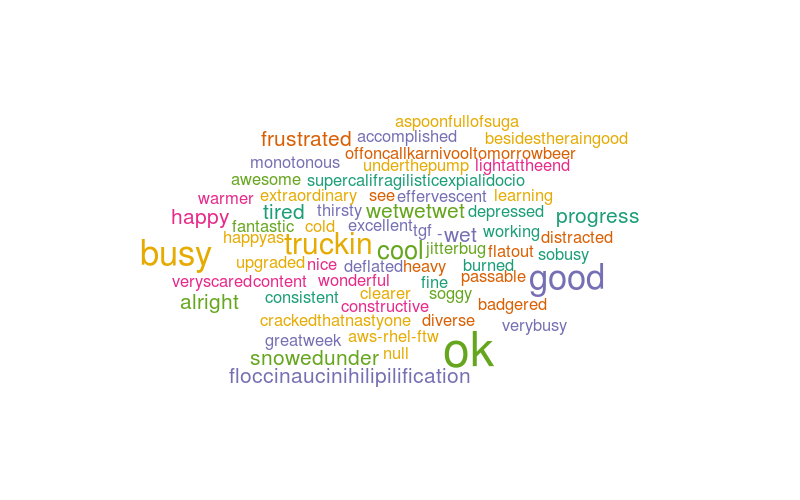 aspoonfullofsuga
frustrated accomplished besidestheraingood
offoncallkarnivooltomorrowbeer
monotonous underthepump lightattheend
awesome supercalifragilisticexpialidocio
warmer extraordinary see effervescent learning
happy tired thirsty wetwetwet depressed progress
fantastic cold excellent tgf - wet working
happyas truckin cool jitterbug flatout distracted
busy sobusy
upgraded nice deflated heavy burned
veryscared content wonderful fine passable good
alright consistent clearer soggy
constructive badgered
crackedthatnastyone diverse verybusy
greatweek aws-rhel-ftw
snowedunder null ok
floccinaucinihilipilification